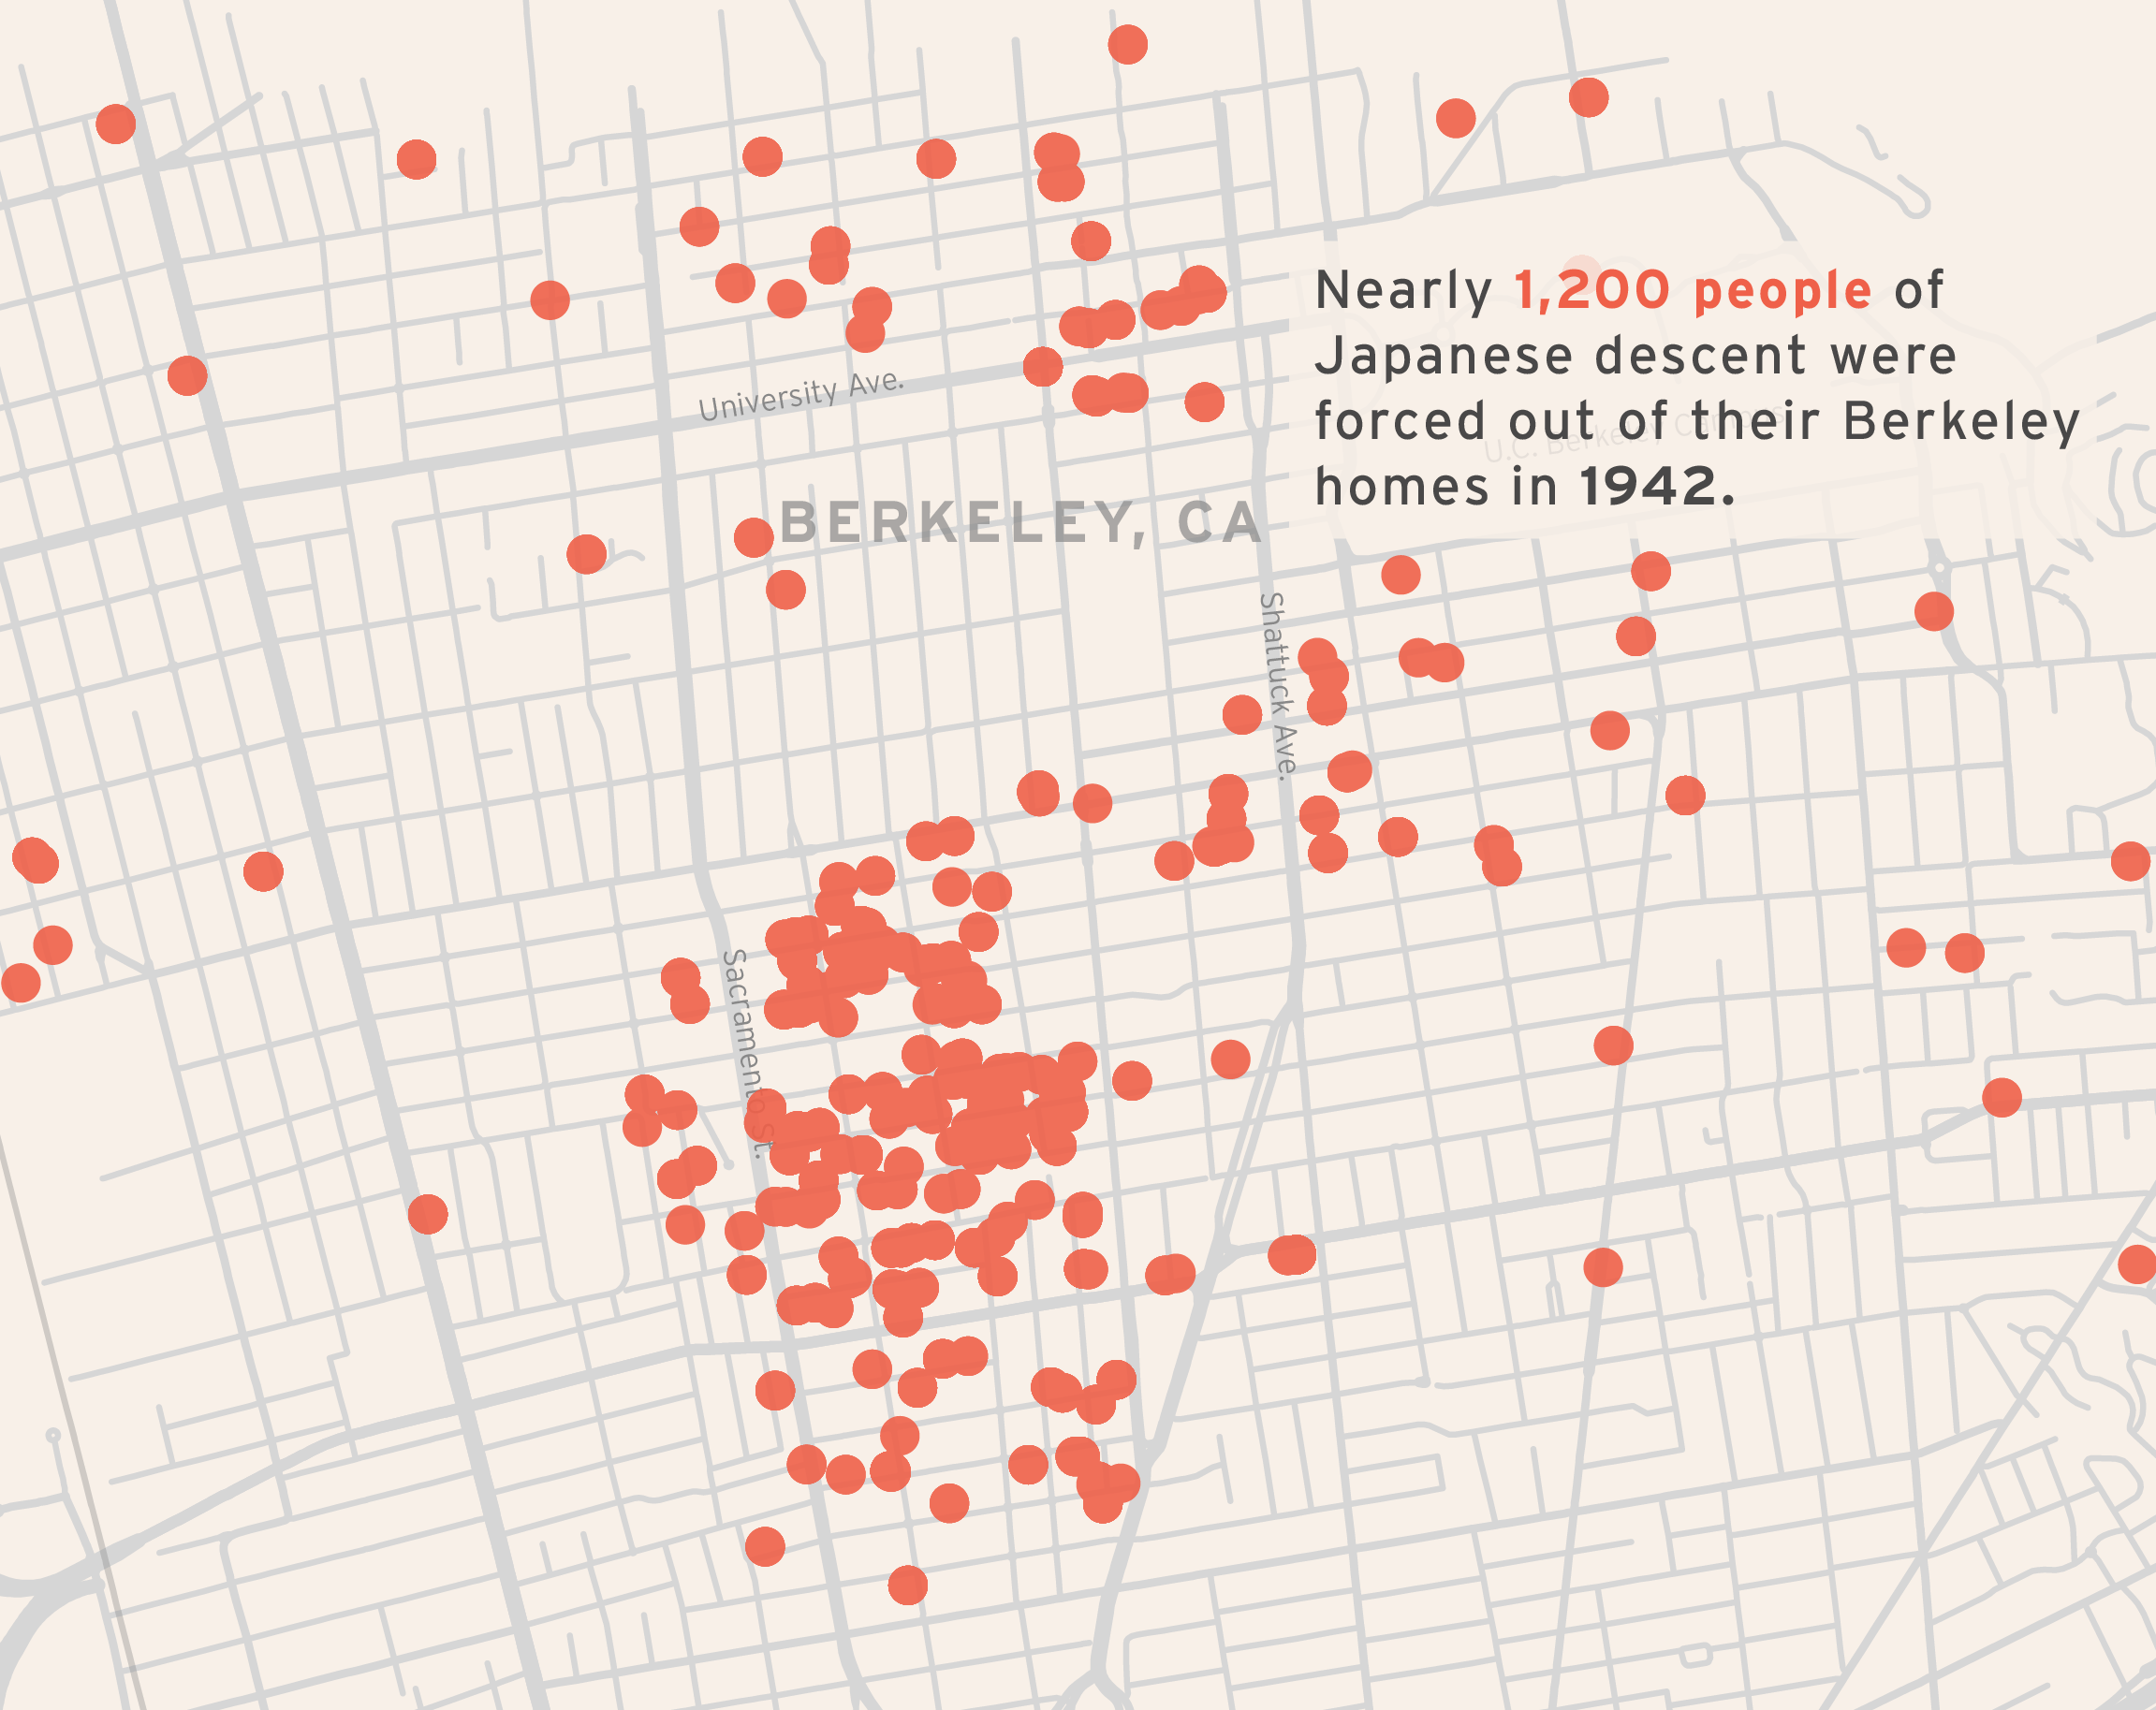 Nearly 1,200 people of
Japanese descent were
forced out of their Berkeley
homes in 1942.
University Ave.
U.C. Berkeley Campus
BERKELEY, CA
Shattuck Ave.
Sacramento St.